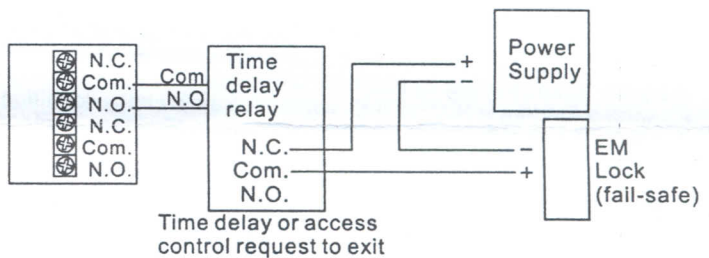 N.C.
Com.
N.O.
N.C.
Com.
N.O.
Com
N.O
Time
delay
relay
N.C.
Com.
N.O.
Time delay or access
control request to exit
+
–
Power
Supply
–
+
EM
Lock
(fail-safe)